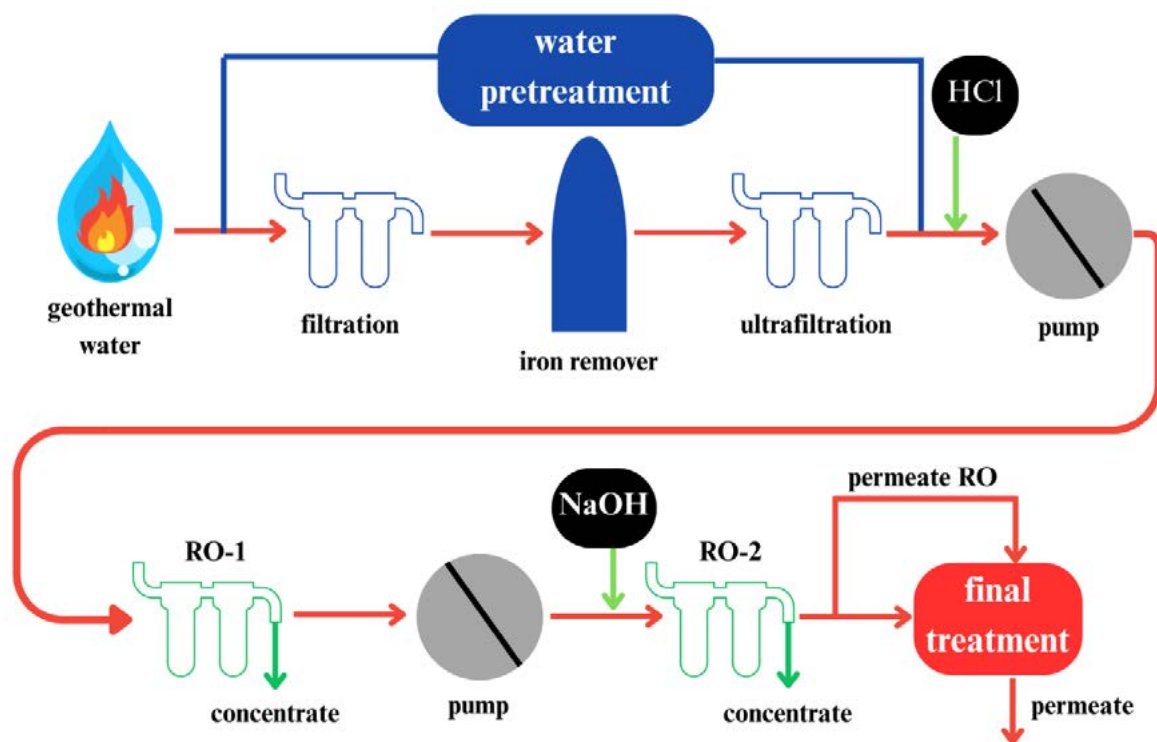 water
pretreatment
HCl
geothermal
water
filtration
iron remover
ultrafiltration
pump
RO-1
pump
NaOH
RO-2
permeate RO
final
treatment
concentrate
concentrate
permeate